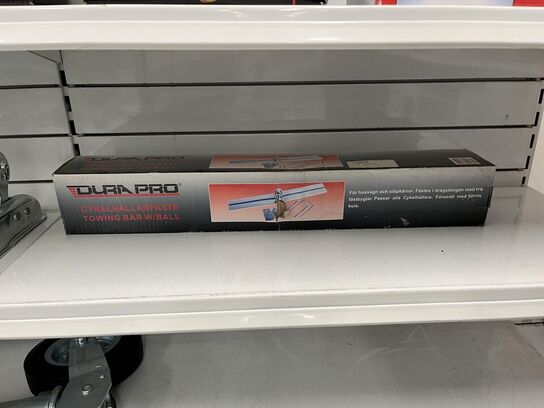 DURA PRO
CYKELHÅLLARFÄSTE
TOWING BAR W/BALL
För husvagn och släpkärror. Fästes i dragstången med två
fästbyglar. Passar alla Cykelhållare. Försedd med 50mm.
kula.